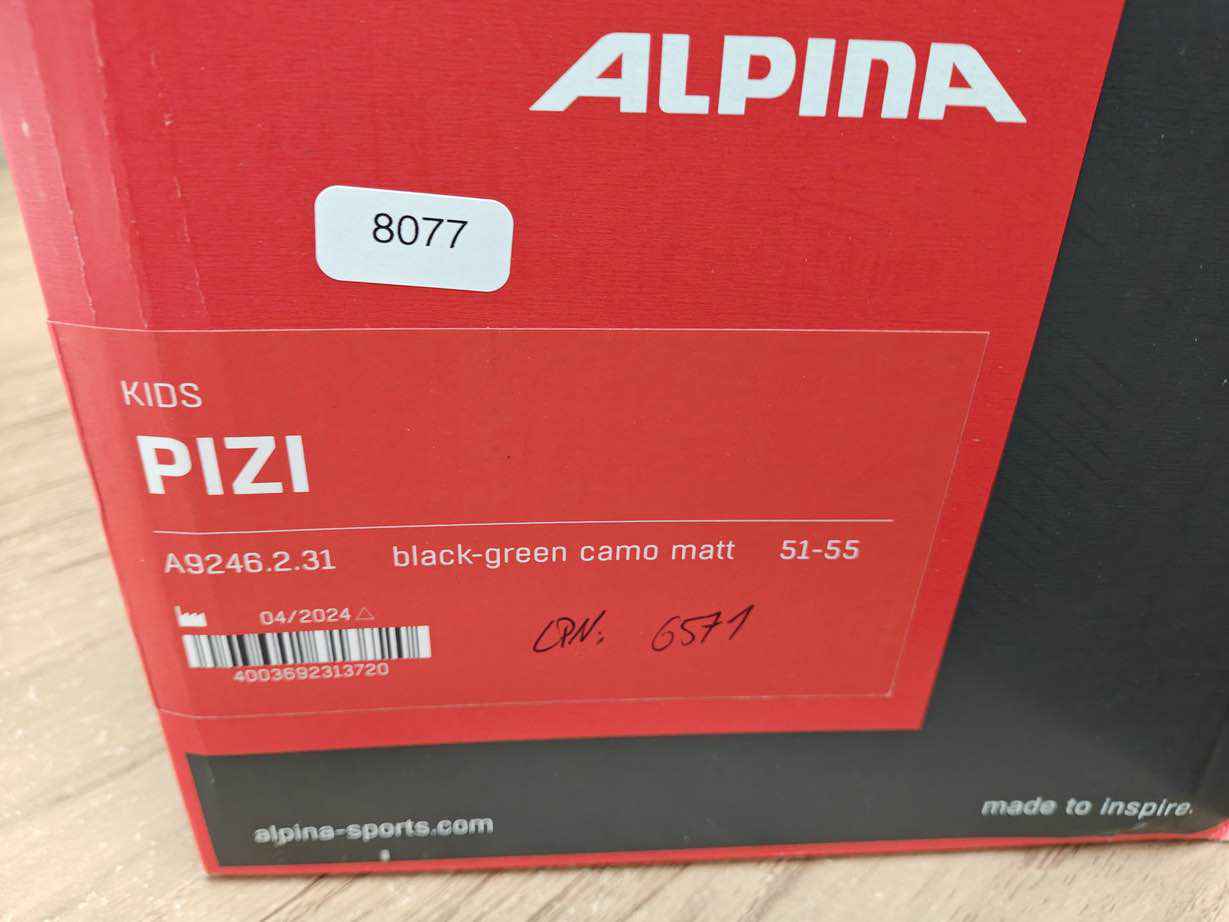 ALPINA
8077
KIDS
PIZI
A9246.2.31 black-green camo matt 51-55
04/2024
CPN: 6571
4003692313720
alpina-sports.com
made to inspire.